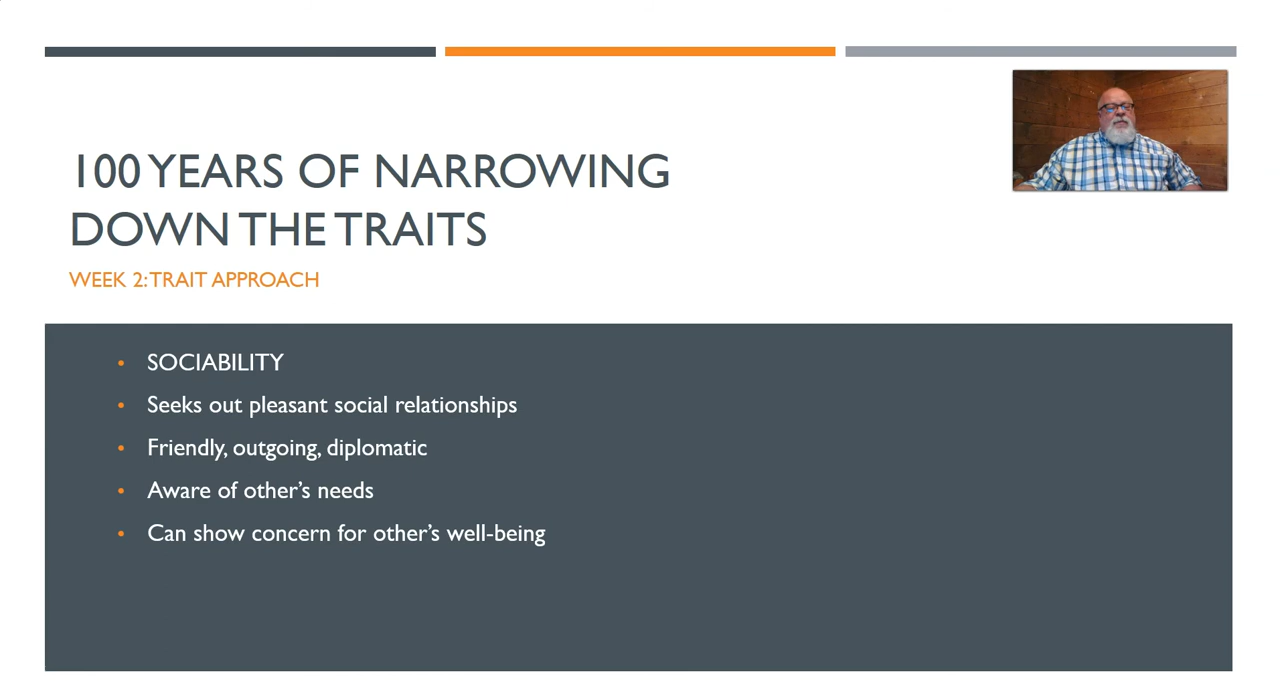 100 YEARS OF NARROWING
DOWN THE TRAITS
WEEK 2: TRAIT APPROACH
• SOCIABILITY
• Seeks out pleasant social relationships
• Friendly, outgoing, diplomatic
• Aware of other’s needs
• Can show concern for other’s well-being